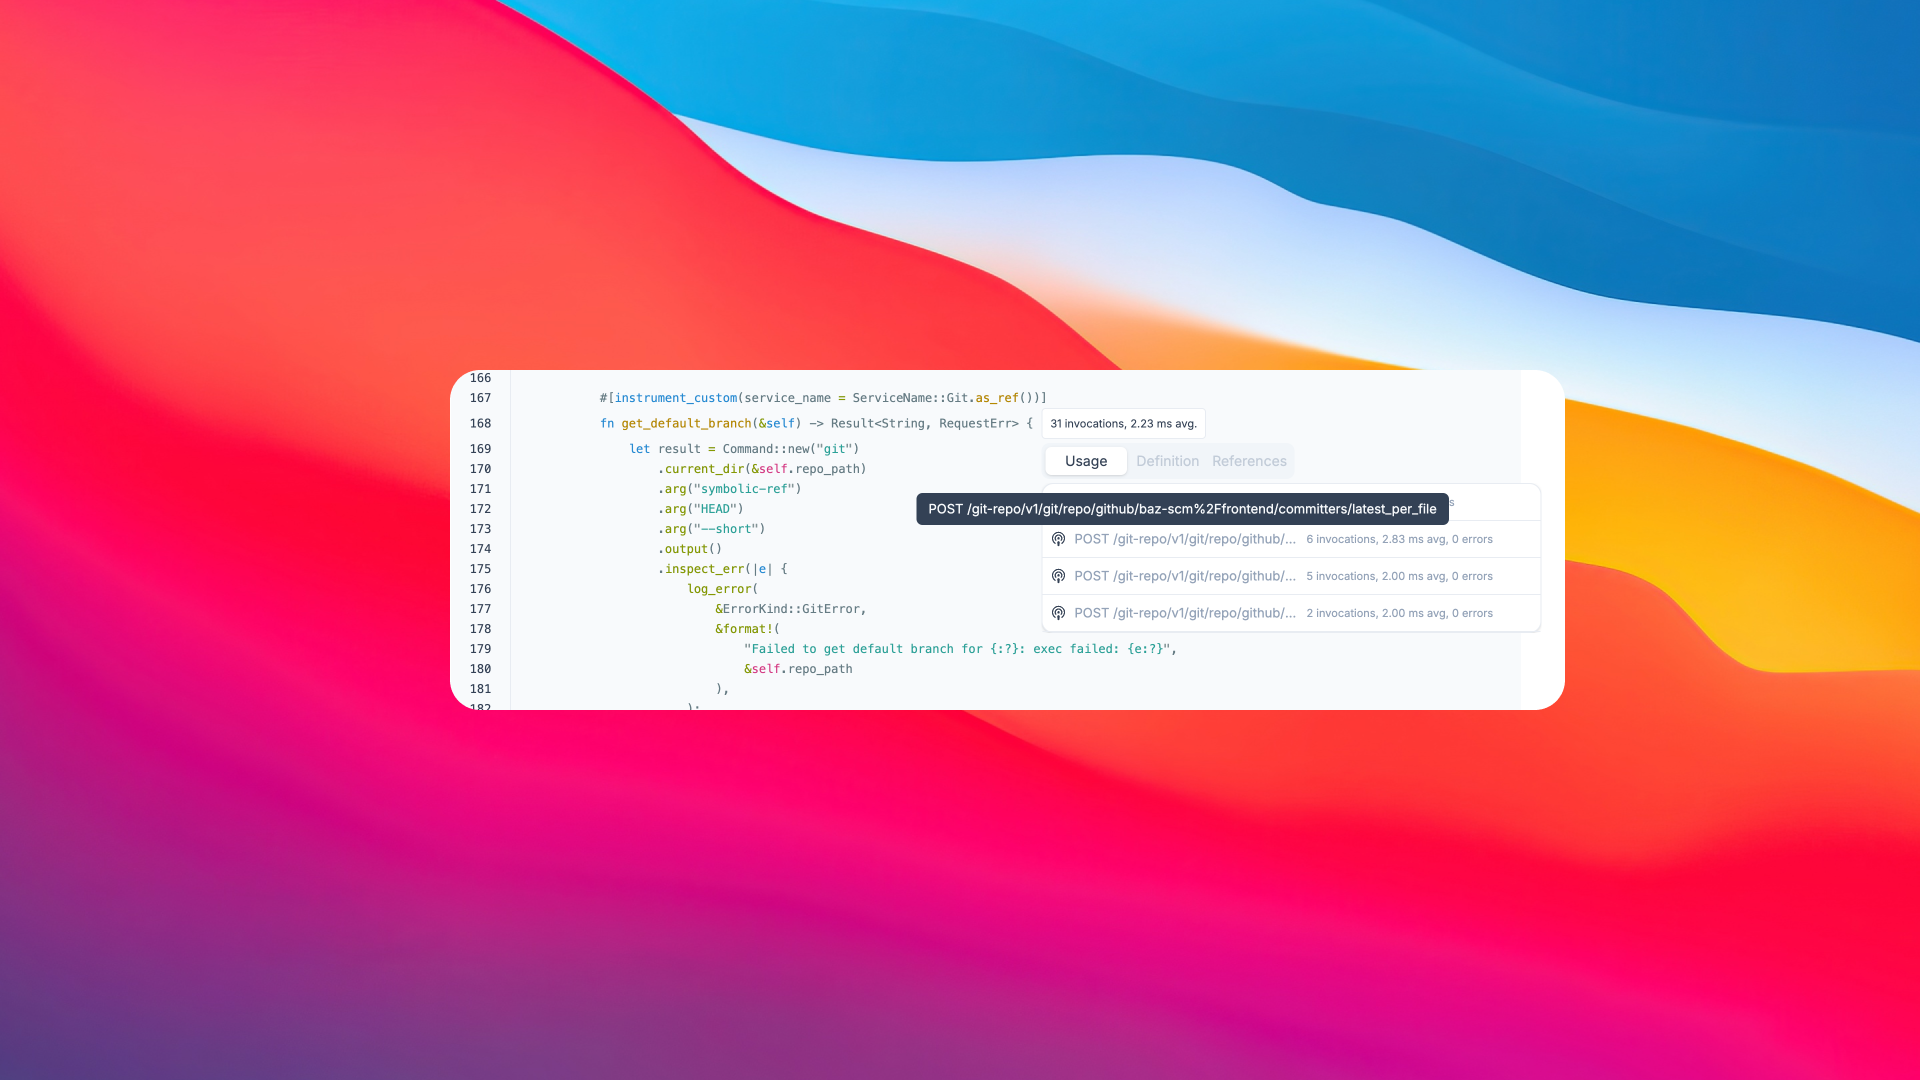 166
167 #[instrument_custom(service_name = ServiceName::Git.as_ref())]
168 fn get_default_branch(&self) -> Result<String, RequestErr> { 31 invocations, 2.23 ms avg.
169 let result = Command::new("git")
Usage Definition References
170 .current_dir(&self.repo_path)
171 .arg("symbolic-ref")
172 .arg("HEAD")
POST /git-repo/v1/git/repo/github/baz-scm%2Ffrontend/committers/latest_per_file
173 .arg("--short")
POST /git-repo/v1/git/repo/github/... 6 invocations, 2.83 ms avg, 0 errors
174 .output()
175 .inspect_err(|e| {
POST /git-repo/v1/git/repo/github/... 5 invocations, 2.00 ms avg, 0 errors
176 log_error(
177 &ErrorKind::GitError,
POST /git-repo/v1/git/repo/github/... 2 invocations, 2.00 ms avg, 0 errors
178 &format!(
179 "Failed to get default branch for {:?}: exec failed: {e:?}",
180 &self.repo_path
181 ),
182 );